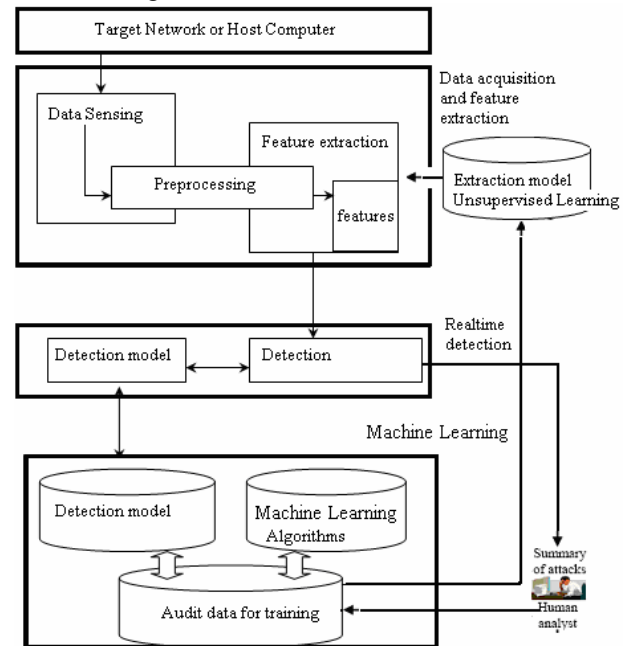 Target Network or Host Computer
Data acquisition
and feature
extraction
Data Sensing
Feature extraction
Preprocessing
features
Extraction model
Unsupervised Learning
Realtime
detection
Detection model
Detection
Machine Learning
Detection model
Machine Learning
Algorithms
Audit data for training
Summary
of attacks
Human
analyst